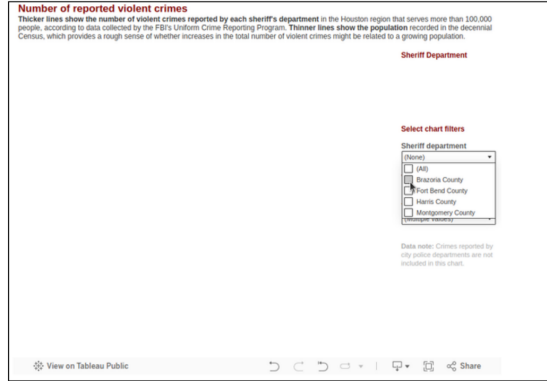 Number of reported violent crimes
Thicker lines show the number of violent crimes reported by each sheriff's department in the Houston region that serves more than 100,000
people, according to data collected by the FBI's Uniform Crime Reporting Program. Thinner lines show the population recorded in the decennial
Census, which provides a rough sense of whether increases in the total number of violent crimes might be related to a growing population.
Sheriff Department
Select chart filters
Sheriff department
(None)
(All)
Brazoria County
Fort Bend County
Harris County
Montgomery County
(Multiple values)
Data note: Crimes reported by
city police departments are not
included in this chart.
View on Tableau Public
Share